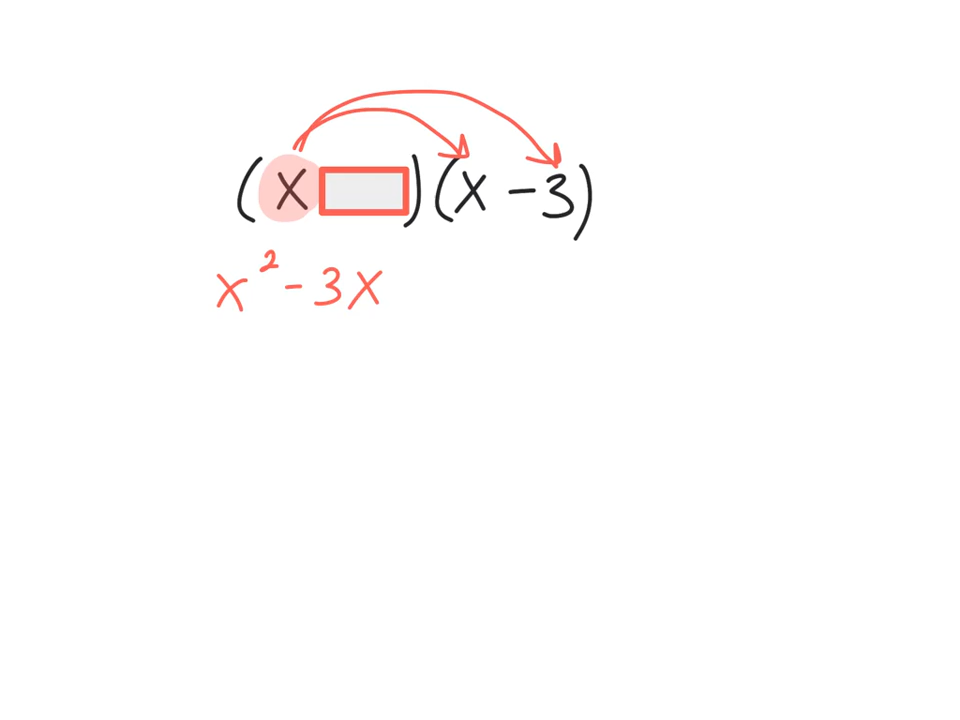 (x )(x - 3)
x² - 3x